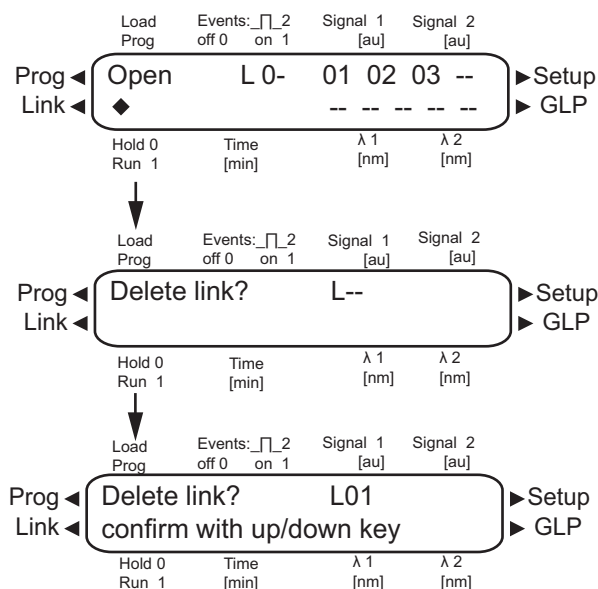 Load Events:_∏_2 Signal 1 Signal 2
Prog off 0 on 1 [au] [au]
Prog ◄ Open L 0- 01 02 03 -- ►Setup
Link ◄ ◆ -- -- -- -- -- ► GLP
Hold 0 Time λ 1 λ 2
Run 1 [min] [nm] [nm]
Load Events:_∏_2 Signal 1 Signal 2
Prog off 0 on 1 [au] [au]
Prog ◄ Delete link? L-- ►Setup
Link ◄ ► GLP
Hold 0 Time λ 1 λ 2
Run 1 [min] [nm] [nm]
Load Events:_∏_2 Signal 1 Signal 2
Prog off 0 on 1 [au] [au]
Prog ◄ Delete link? L01 ►Setup
Link ◄ confirm with up/down key ► GLP
Hold 0 Time λ 1 λ 2
Run 1 [min] [nm] [nm]